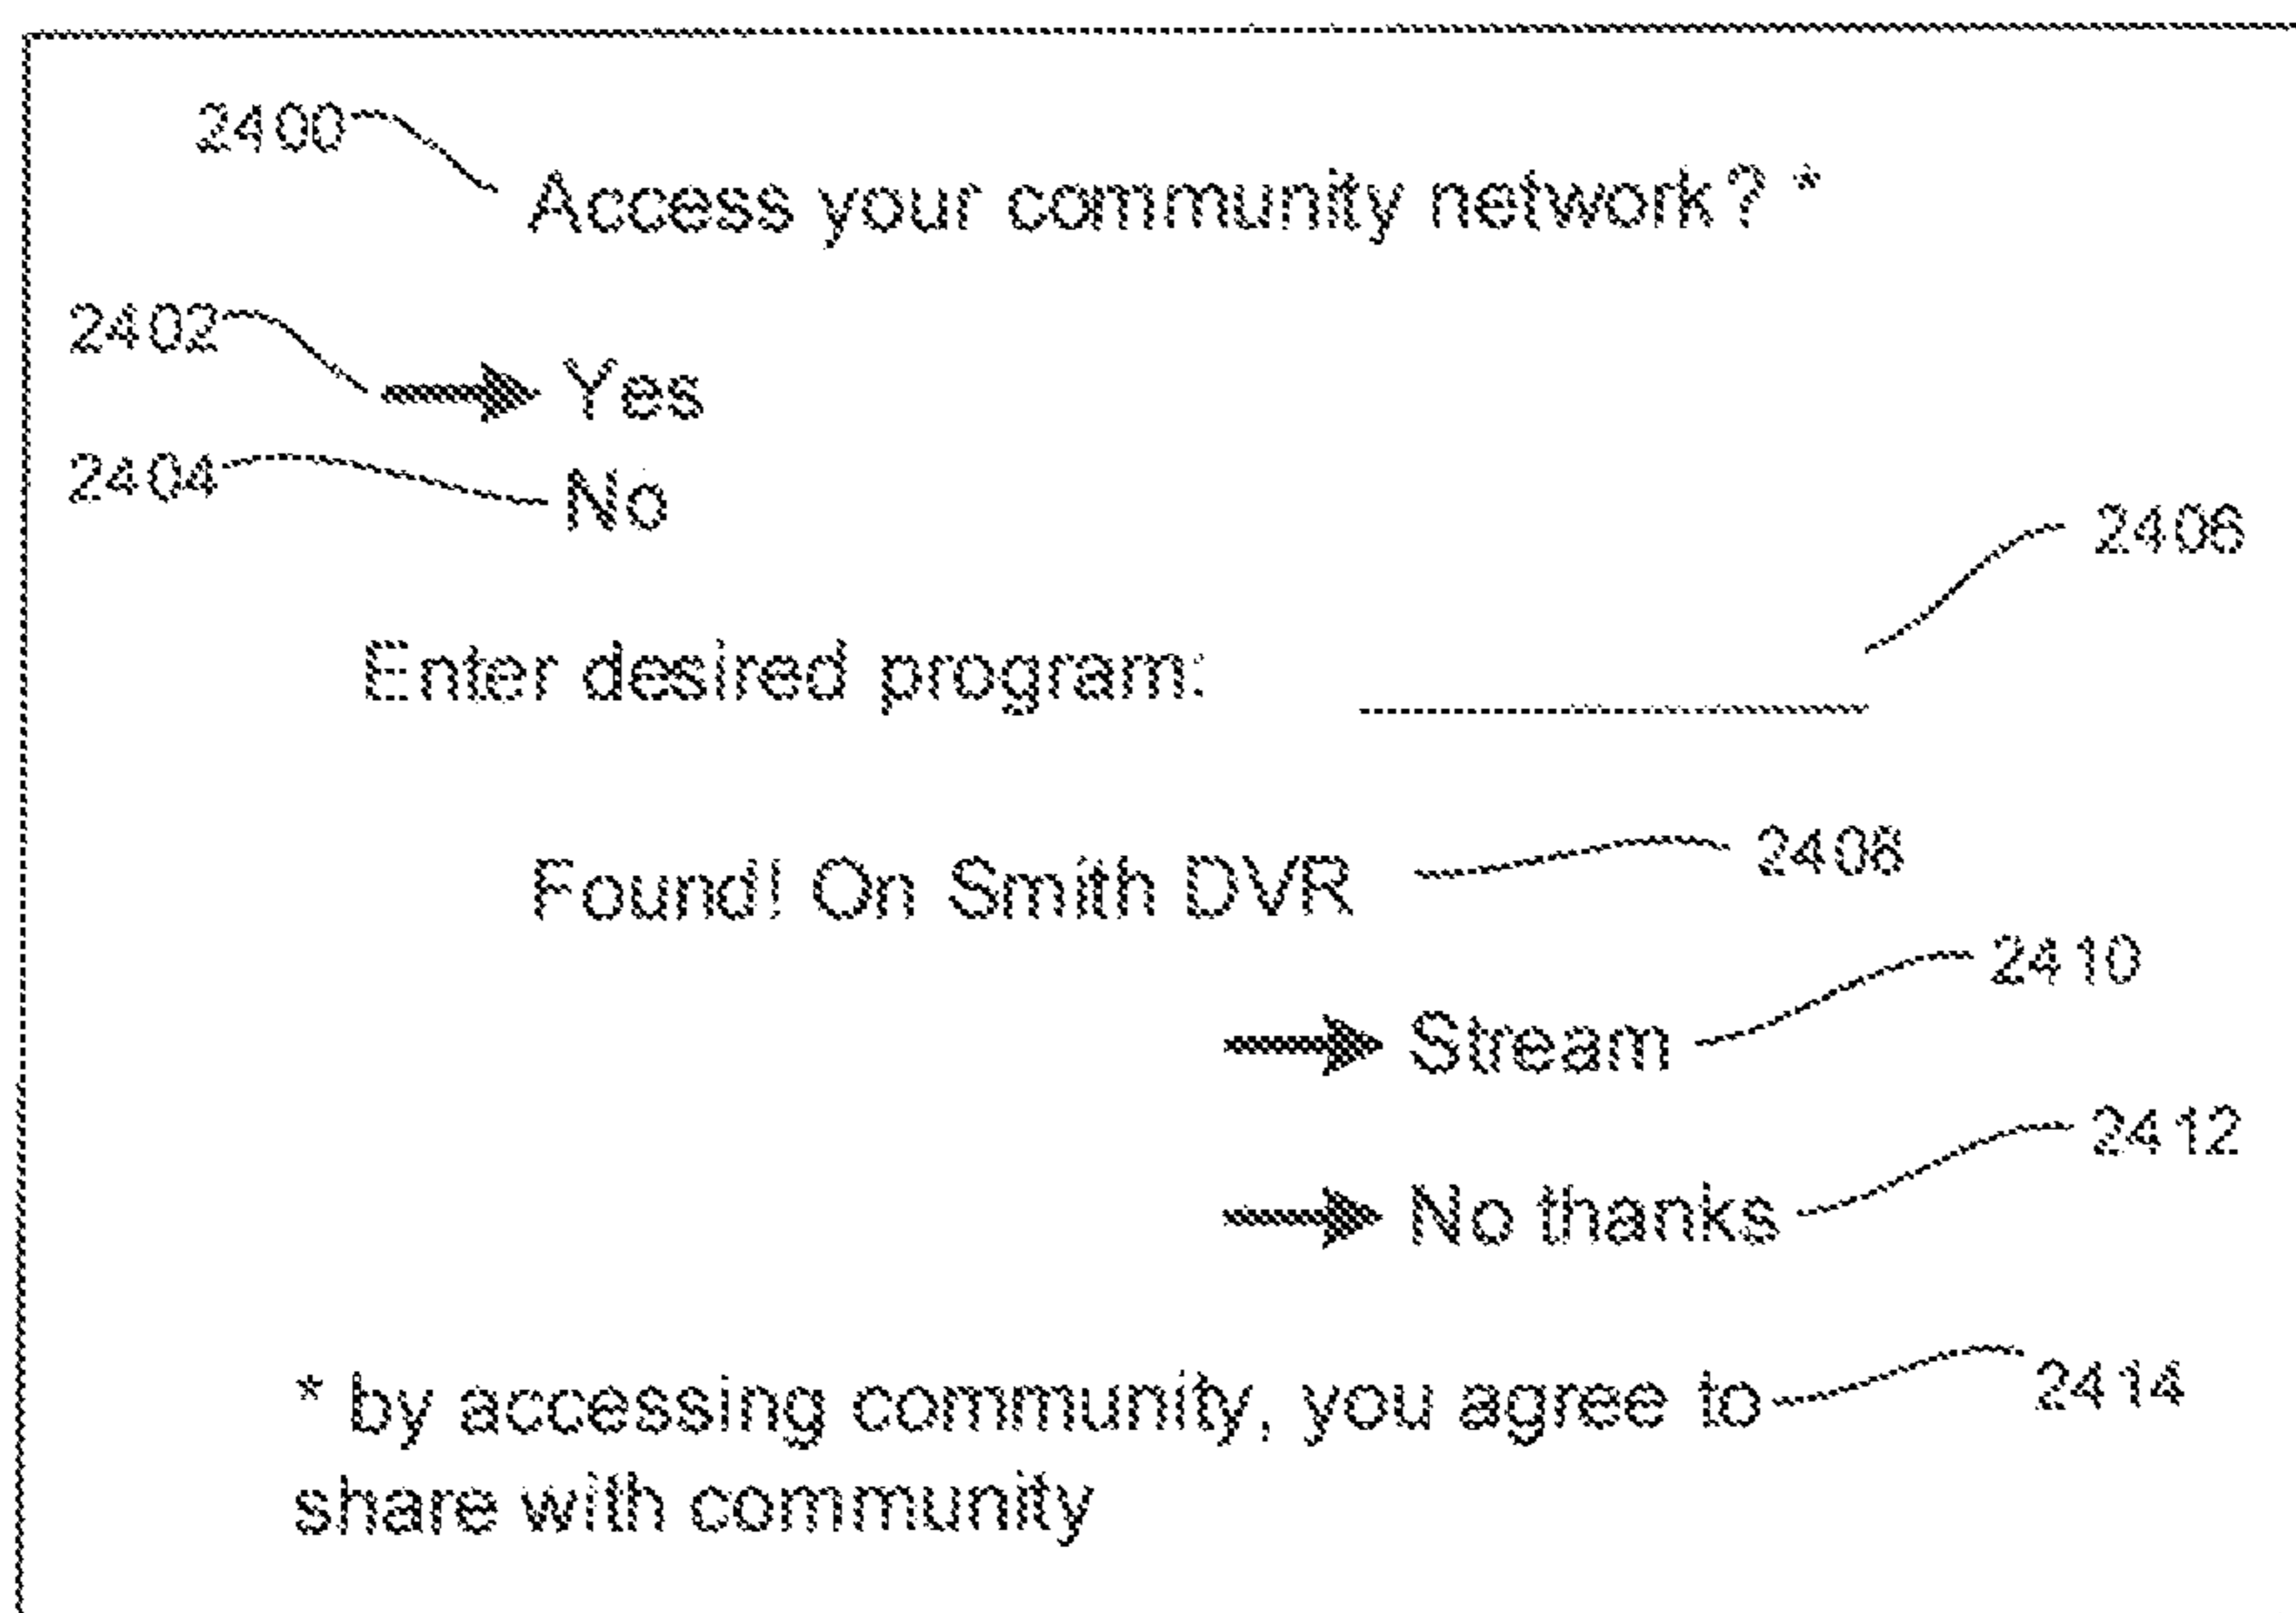 2400
Access your community network? *
2402
Yes
2404
No
2406
Enter desired program:
Found! On Smith DVR
2408
2410
Stream
2412
No thanks
* by accessing community, you agree to
2414
share with community